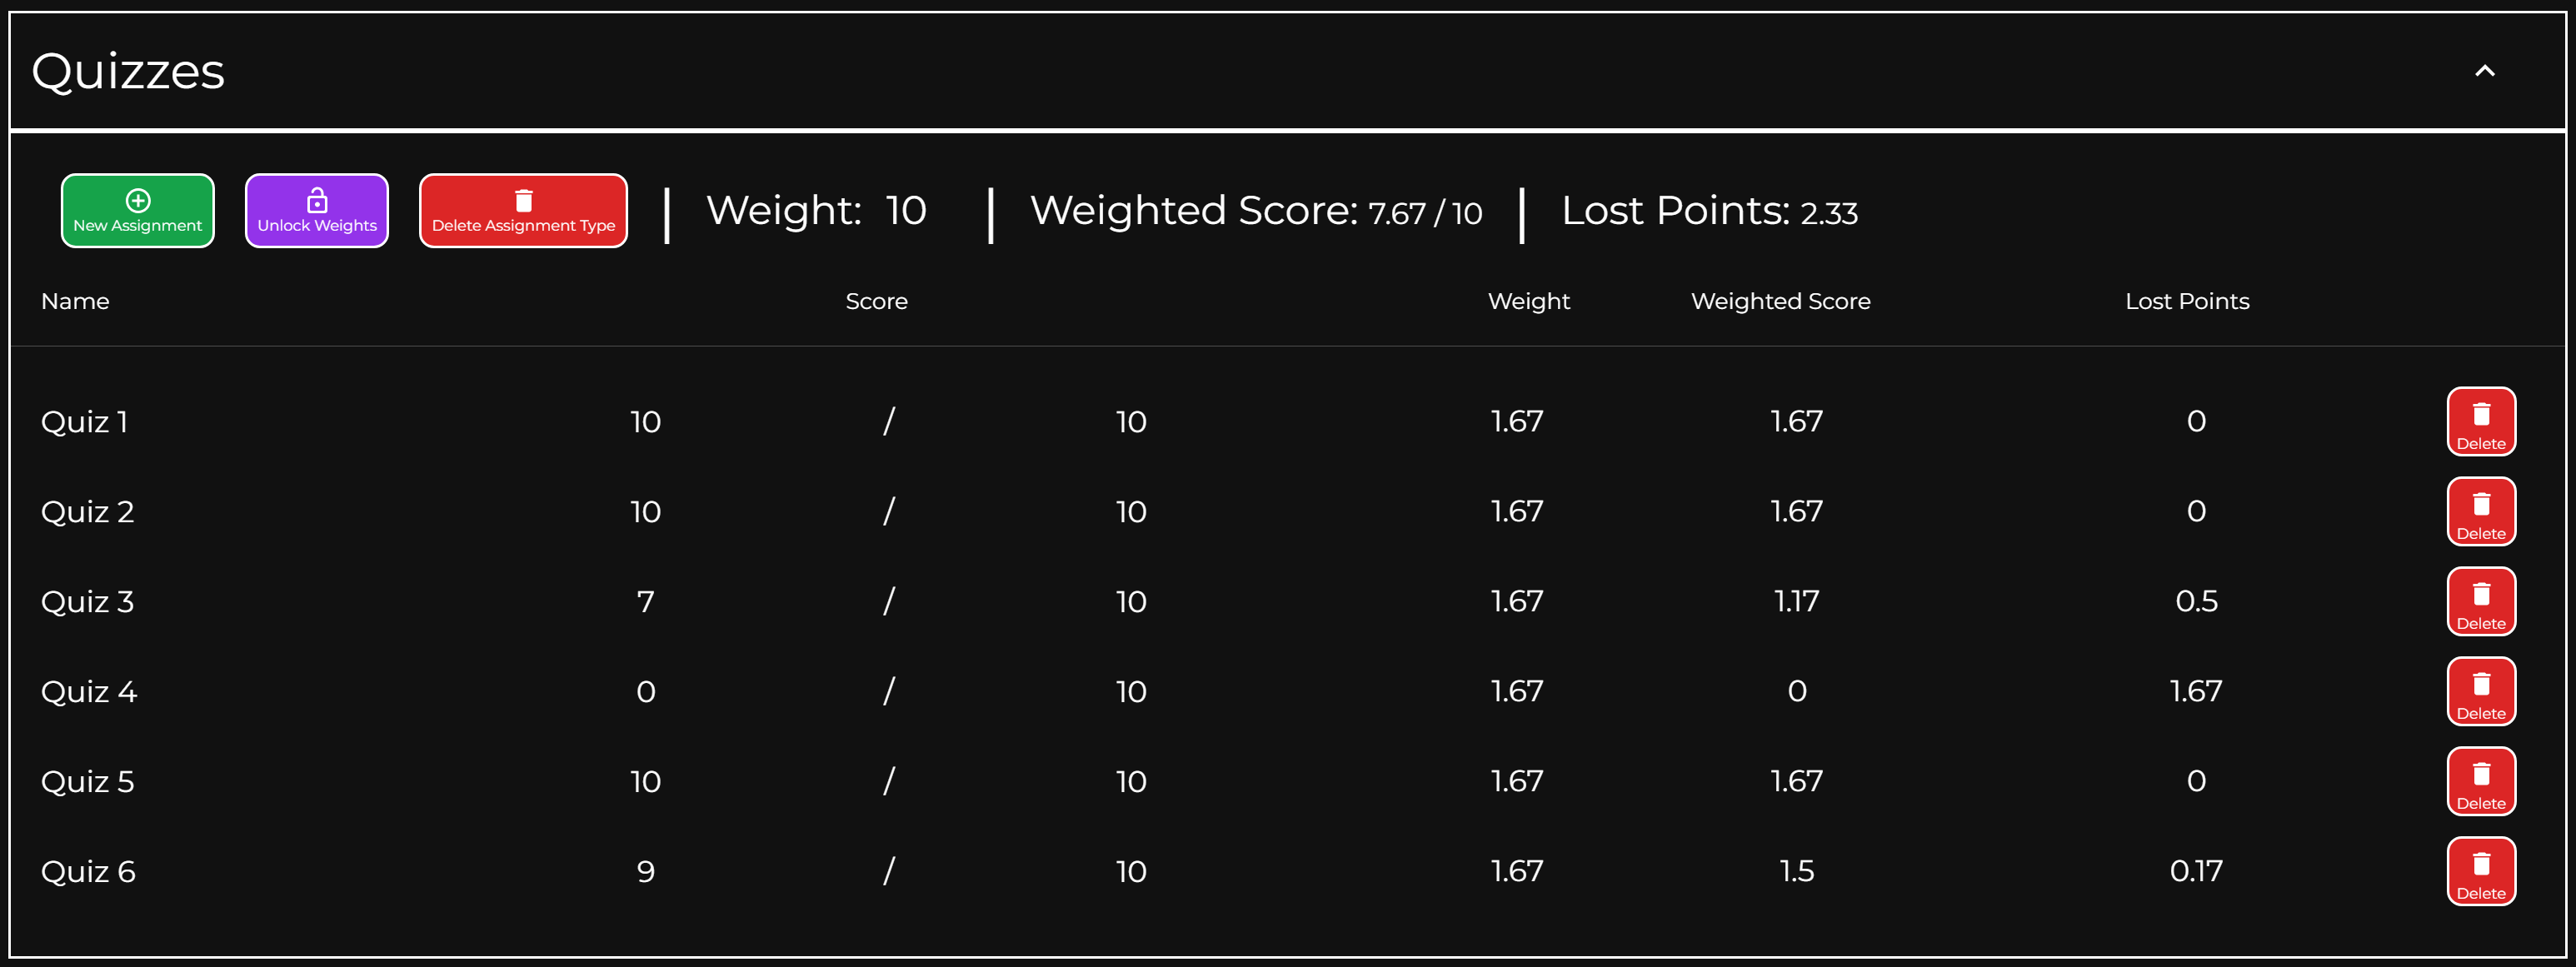 Quizzes
New Assignment Unlock Weights Delete Assignment Type | Weight: 10 | Weighted Score: 7.67 / 10 | Lost Points: 2.33
Name Score Weight Weighted Score Lost Points
Quiz 1 10 / 10 1.67 1.67 0 Delete
Quiz 2 10 / 10 1.67 1.67 0 Delete
Quiz 3 7 / 10 1.67 1.17 0.5 Delete
Quiz 4 0 / 10 1.67 0 1.67 Delete
Quiz 5 10 / 10 1.67 1.67 0 Delete
Quiz 6 9 / 10 1.67 1.5 0.17 Delete